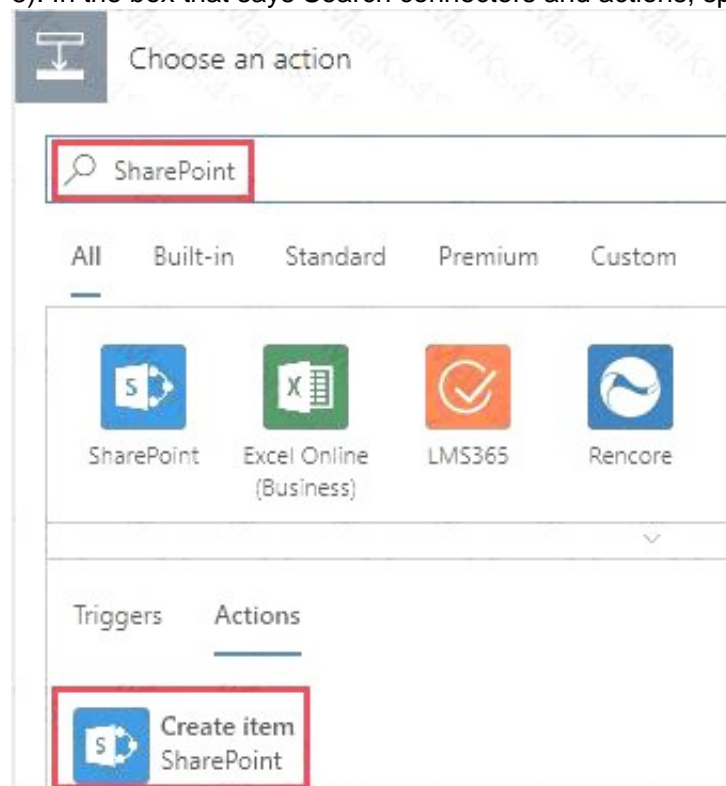 Choose an action
SharePoint
All Built-in Standard Premium Custom
SharePoint Excel Online (Business) LMS365 Rencore
Triggers Actions
Create item
SharePoint